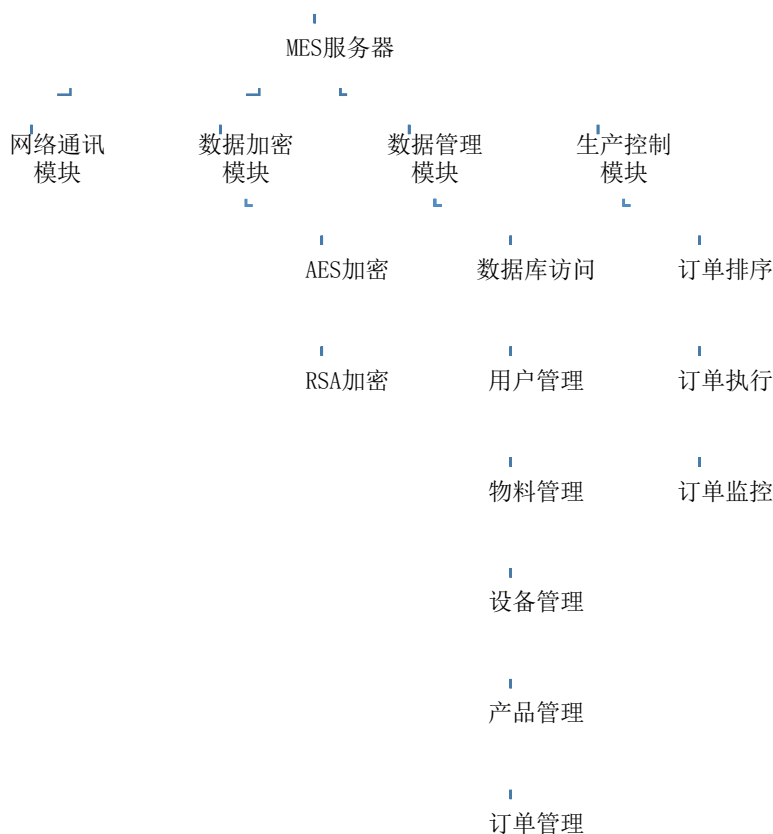 MES服务器
网络通讯
模块
数据加密
模块
数据管理
模块
生产控制
模块
AES加密
数据库访问
订单排序
RSA加密
用户管理
订单执行
物料管理
订单监控
设备管理
产品管理
订单管理